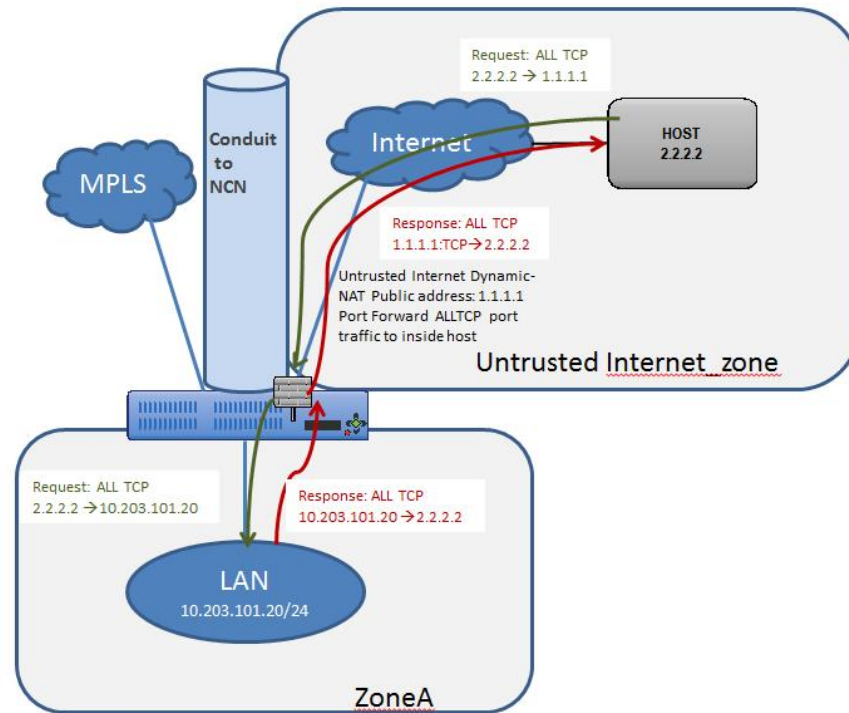 Request: ALL TCP
2.2.2.2 → 1.1.1.1
HOST
2.2.2.2
Internet
Conduit
to
NCN
MPLS
Response: ALL TCP
1.1.1.1:TCP→2.2.2.2
Untrusted Internet Dynamic-
NAT Public address: 1.1.1.1
Port Forward ALLTCP port
traffic to inside host
Untrusted Internet_zone
Request: ALL TCP
2.2.2.2 →10.203.101.20
Response: ALL TCP
10.203.101.20 →2.2.2.2
LAN
10.203.101.20/24
ZoneA